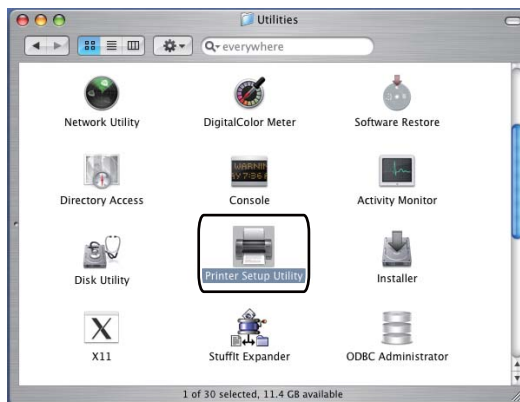 Utilities
everywhere
Network Utility
DigitalColor Meter
Software Restore
Directory Access
Console
Activity Monitor
Disk Utility
Printer Setup Utility
Installer
X11
StuffIt Expander
ODBC Administrator
1 of 30 selected, 11.4 GB available